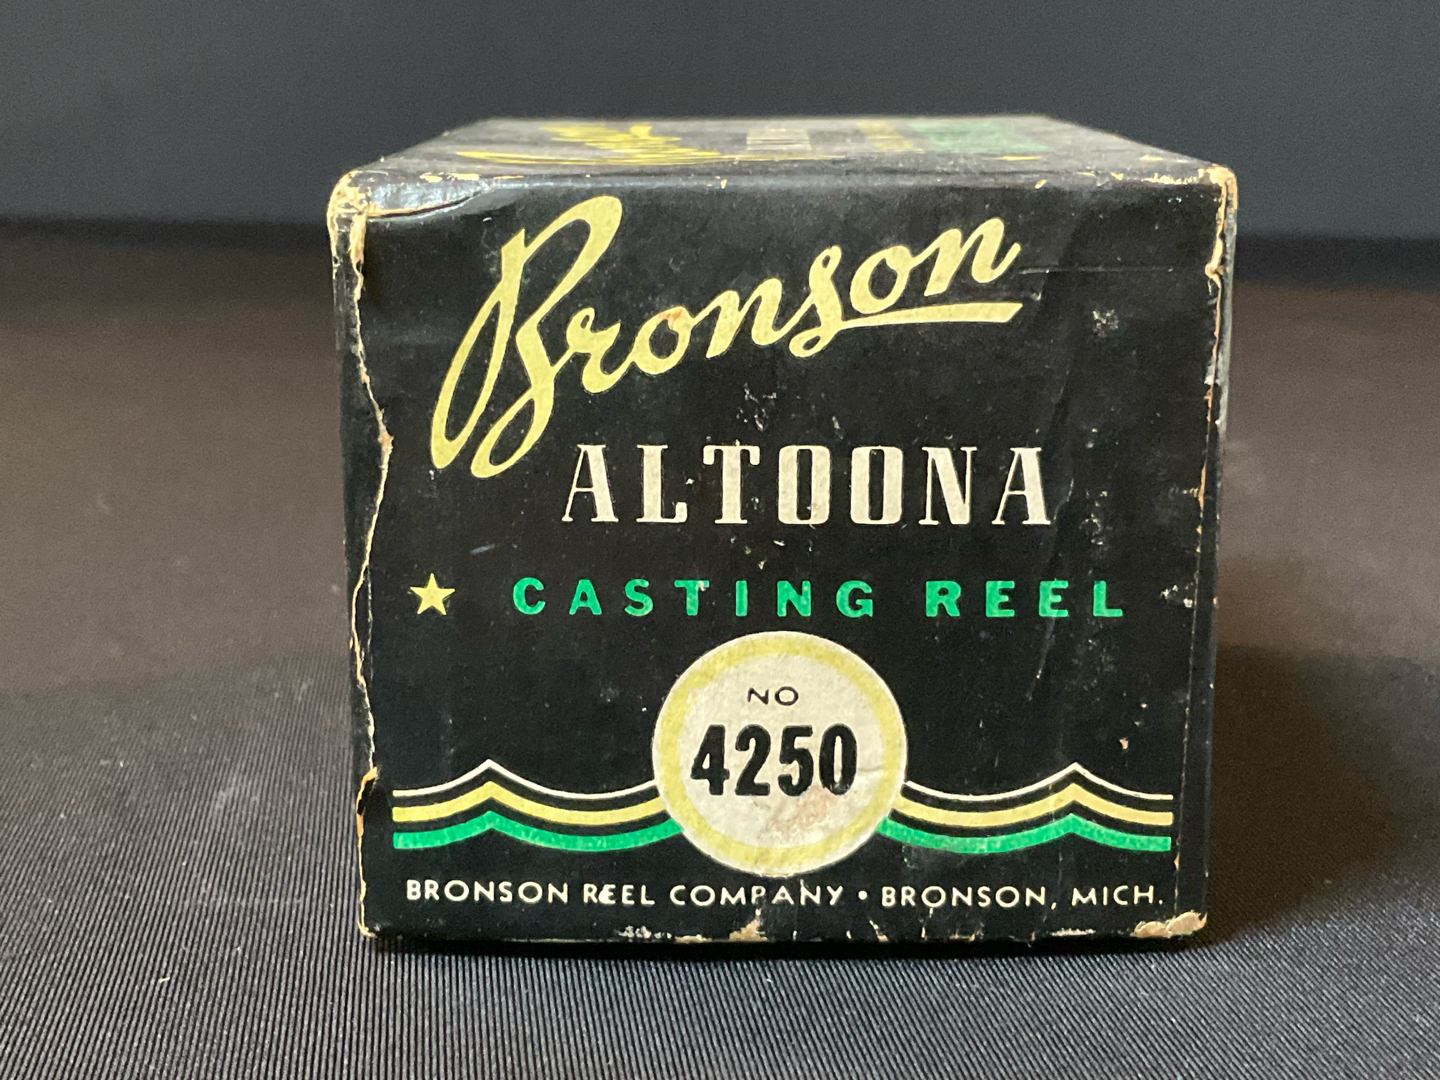 Bronson
ALTOONA
CASTING REEL
NO
4250
BRONSON REEL COMPANY • BRONSON, MICH.